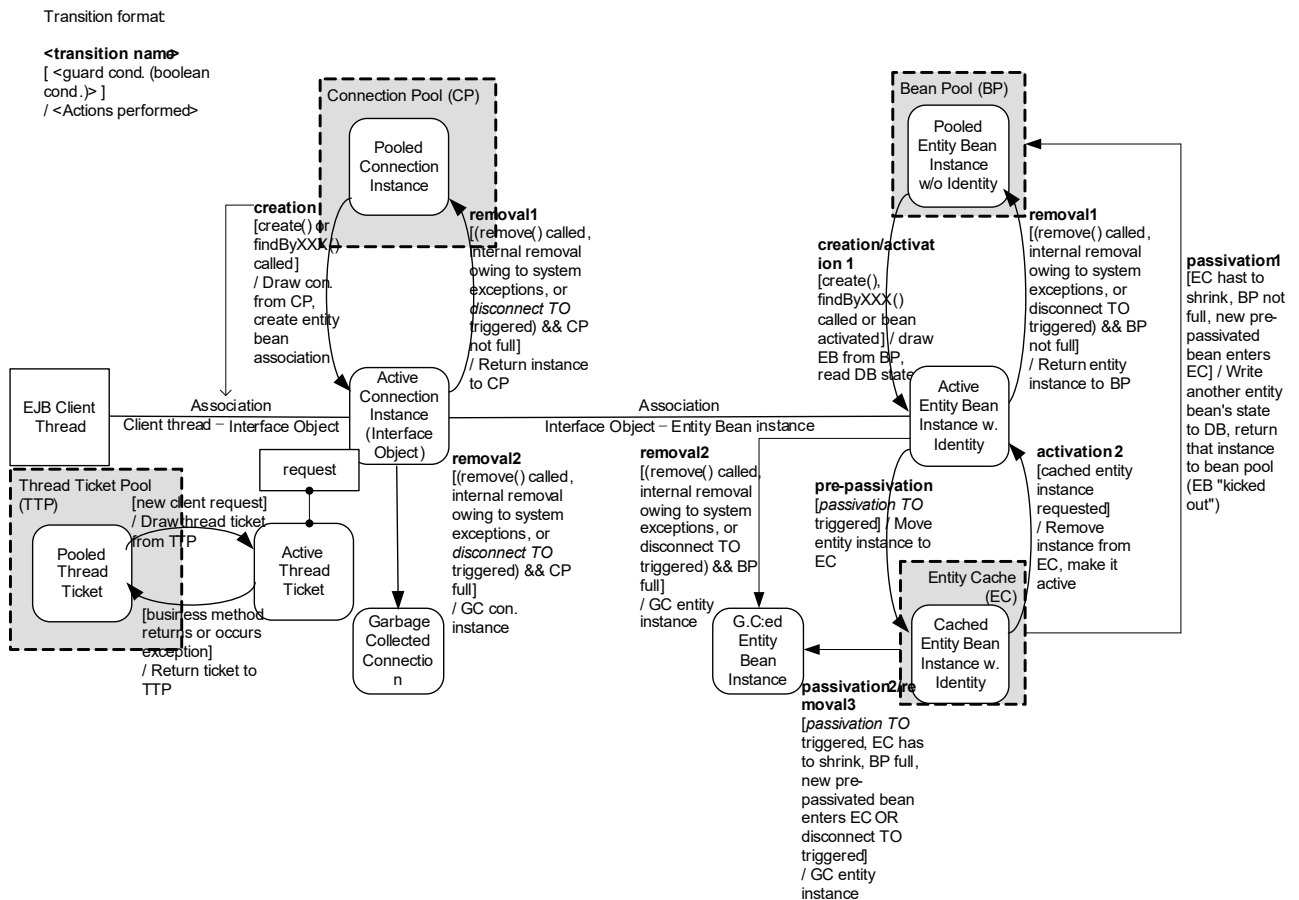 Transition format:
<transition name>
[ <guard cond. (boolean
cond.)> ]
/ <Actions performed>
Connection Pool (CP)
Pooled
Connection
Instance
creation
[create() or
findByXXX()
called]
/ Draw con.
from CP,
create entity
bean
association
removal1
[(remove() called,
internal removal
owing to system
exceptions, or
disconnect TO
triggered) && CP
not full]
/ Return instance
to CP
Bean Pool (BP)
Pooled
Entity Bean
Instance
w/o Identity
creation/activat
ion 1
[create(),
findByXXX()
called or bean
activated] / draw
EB from BP,
read DB state
removal1
[(remove() called,
internal removal
owing to system
exceptions, or
disconnect TO
triggered) && BP
not full]
/ Return entity
instance to BP
passivation1
[EC hast to
shrink, BP not
full, new pre-
passivated
bean enters
EC] / Write
another entity
bean's state
to DB, return
that instance
to bean pool
(EB "kicked
out")
EJB Client
Thread
Association
Client thread – Interface Object
Active
Connection
Instance
(Interface
Object)
Association
Interface Object – Entity Bean instance
Active
Entity Bean
Instance w.
Identity
request
Thread Ticket Pool
(TTP)
Pooled
Thread
Ticket
[new client request]
/ Draw thread ticket
from TTP
Active
Thread
Ticket
[business method
returns or occurs
exception]
/ Return ticket to
TTP
removal2
[(remove() called,
internal removal
owing to system
exceptions, or
disconnect TO
triggered) && CP
full]
/ GC con.
instance
Garbage
Collected
Connectio
n
removal2
[(remove() called,
internal removal
owing to system
exceptions, or
disconnect TO
triggered) && BP
full]
/ GC entity
instance
G.C:ed
Entity
Bean
Instance
pre-passivation
[passivation TO
triggered] / Move
entity instance to
EC
activation 2
[cached entity
instance
requested]
/ Remove
instance from
EC, make it
active
Entity Cache
(EC)
Cached
Entity Bean
Instance w.
Identity
passivation2/re
moval3
[passivation TO
triggered, EC has
to shrink, BP full,
new pre-
passivated bean
enters EC OR
disconnect TO
triggered]
/ GC entity
instance